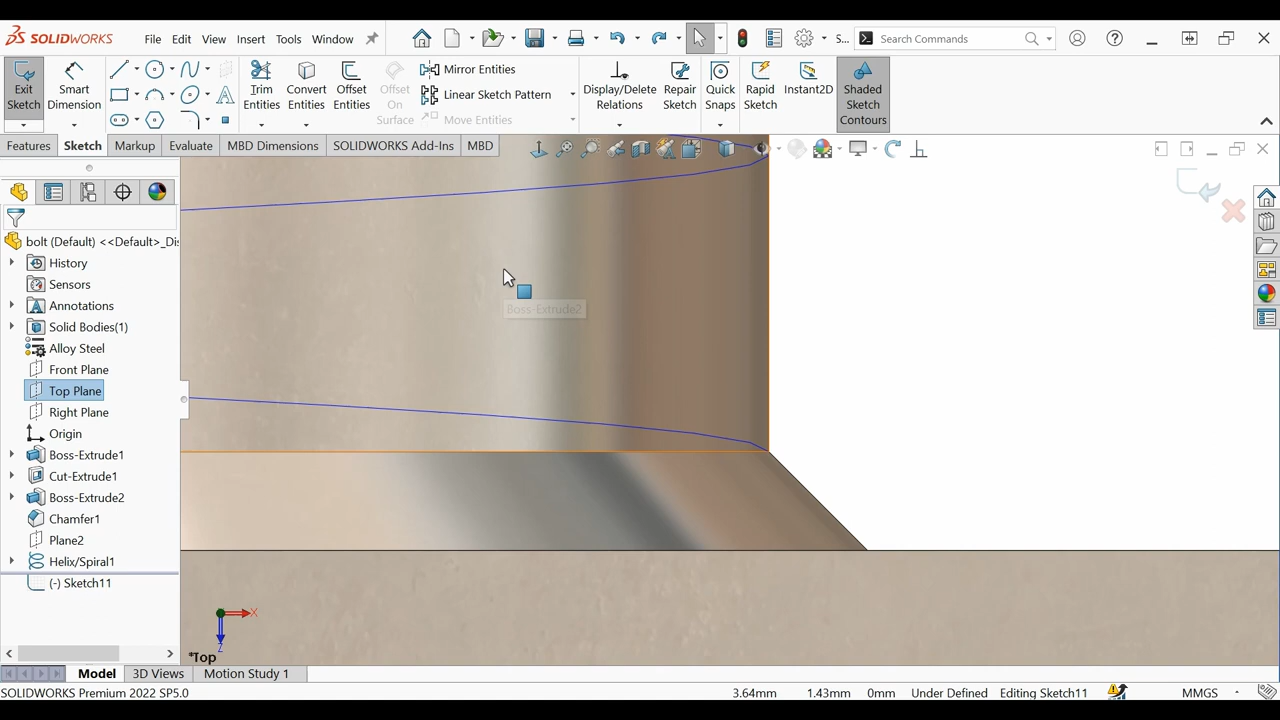 SOLIDWORKS File Edit View Insert Tools Window S... Search Commands
Exit Sketch
Smart Dimension
Trim Entities
Convert Entities
Offset Entities
Offset On Surface
Mirror Entities
Linear Sketch Pattern
Move Entities
Display/Delete Relations
Repair Sketch
Quick Snaps
Rapid Sketch
Instant2D
Shaded Sketch Contours
Features Sketch Markup Evaluate MBD Dimensions SOLIDWORKS Add-Ins MBD
bolt (Default) <<Default>_Dis
History
Sensors
Annotations
Solid Bodies(1)
Alloy Steel
Front Plane
Top Plane
Right Plane
Origin
Boss-Extrude1
Cut-Extrude1
Boss-Extrude2
Chamfer1
Plane2
Helix/Spiral1
(-) Sketch11
Boss-Extrude2
X
Z
*Top
Model 3D Views Motion Study 1
SOLIDWORKS Premium 2022 SP5.0 3.64mm 1.43mm 0mm Under Defined Editing Sketch11 MMGS